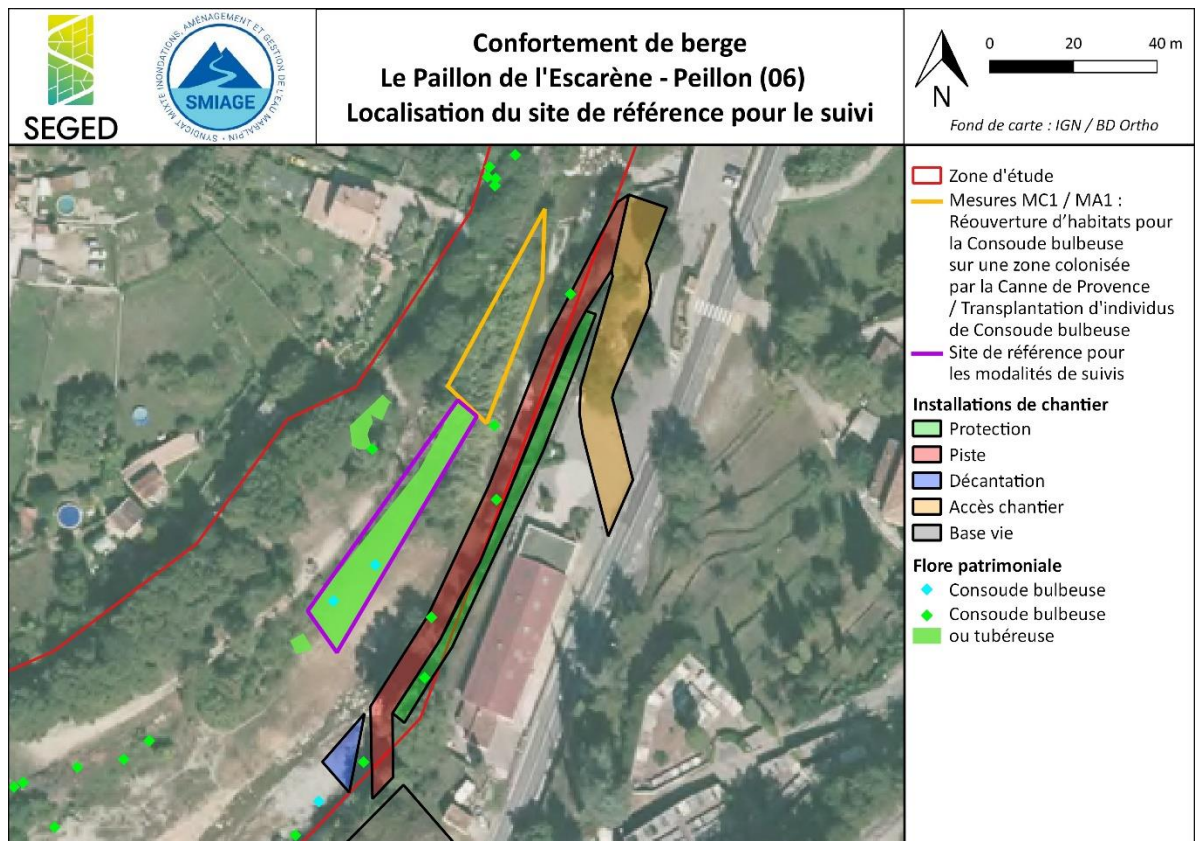 SEGED
SYNDICAT MIXTE INONDATIONS, AMÉNAGEMENT ET GESTION DE L'EAU MARALPIN
SMIAGE
Confortement de berge
Le Paillon de l'Escarène - Peillon (06)
Localisation du site de référence pour le suivi
N
0 20 40 m
Fond de carte : IGN / BD Ortho
Zone d'étude
Mesures MC1 / MA1 :
Réouverture d'habitats pour
la Consoude bulbeuse
sur une zone colonisée
par la Canne de Provence
/ Transplantation d'individus
de Consoude bulbeuse
Site de référence pour
les modalités de suivis
Installations de chantier
Protection
Piste
Décantation
Accès chantier
Base vie
Flore patrimoniale
Consoude bulbeuse
Consoude bulbeuse
ou tubéreuse